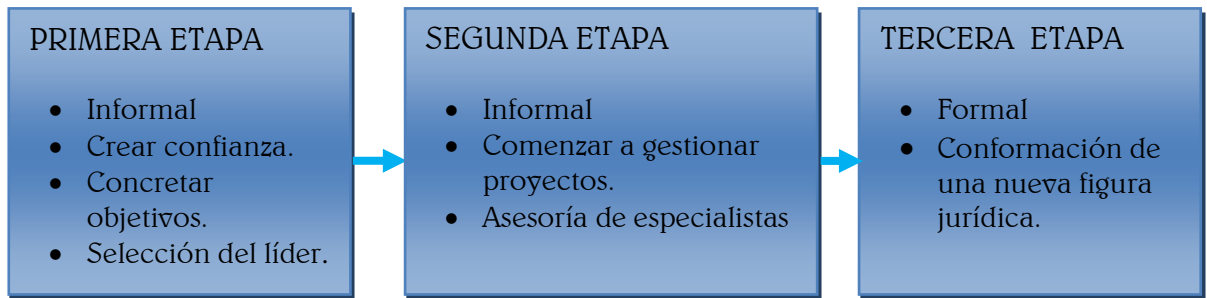 PRIMERA ETAPA
• Informal
• Crear confianza.
• Concretar
objetivos.
• Selección del líder.
SEGUNDA ETAPA
• Informal
• Comenzar a gestionar
proyectos.
• Asesoría de especialistas
TERCERA ETAPA
• Formal
• Conformación de
una nueva figura
jurídica.